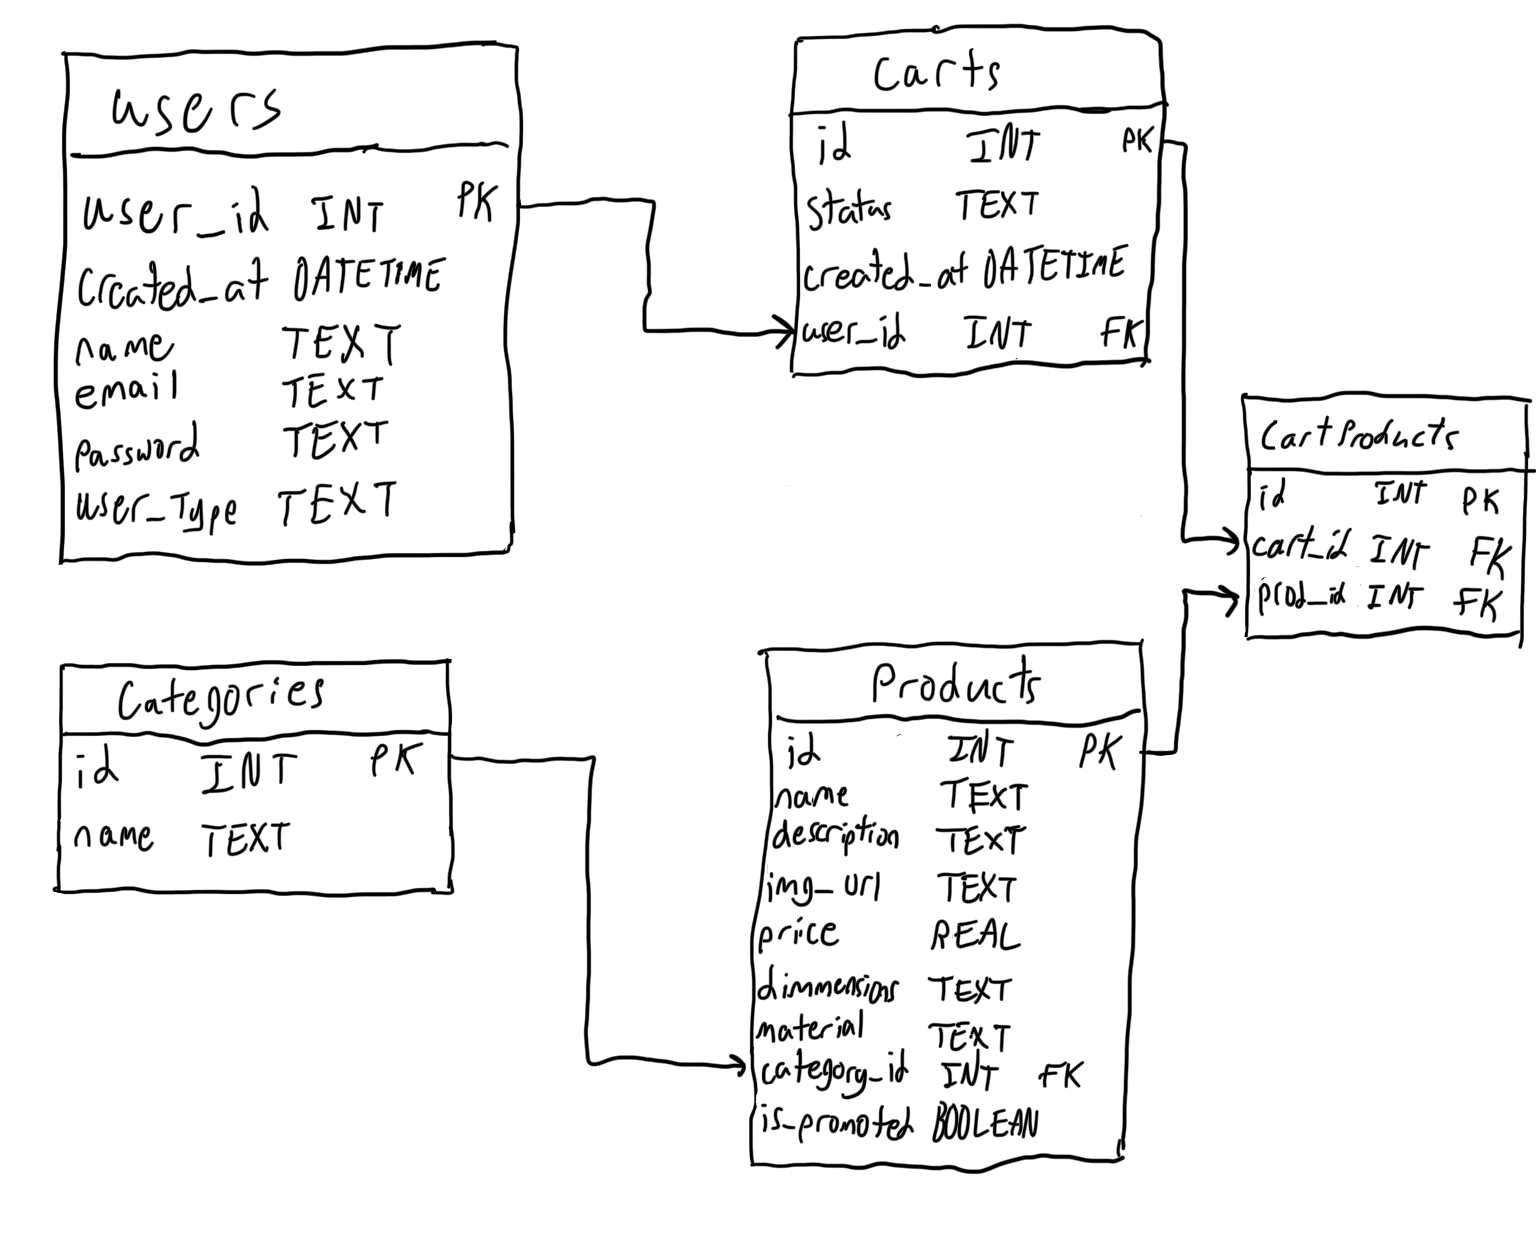 users
user_id INT PK
created_at DATETIME
name TEXT
email TEXT
password TEXT
user_Type TEXT
Carts
id INT PK
status TEXT
created_at DATETIME
user_id INT FK
CartProducts
id INT PK
cart_id INT FK
prod_id INT FK
Categories
id INT PK
name TEXT
Products
id INT PK
name TEXT
description TEXT
img_url TEXT
price REAL
dimmensions TEXT
material TEXT
category_id INT FK
is_promoted BOOLEAN